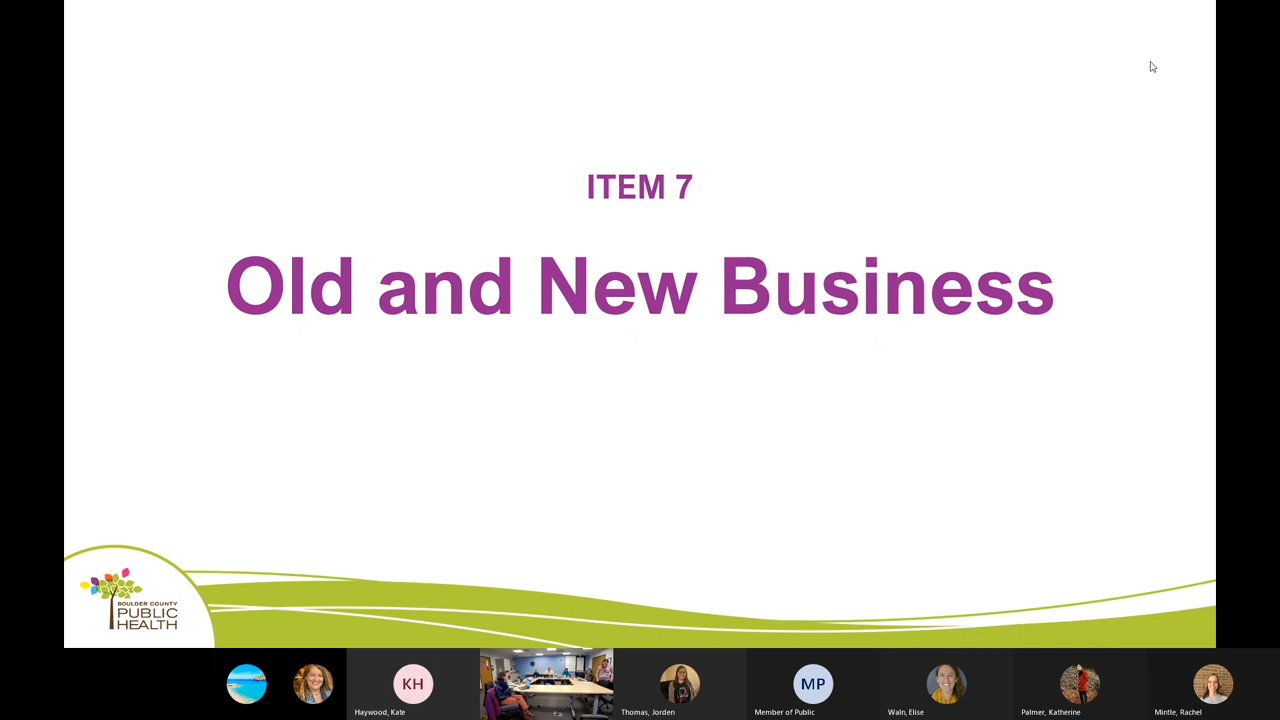 ITEM 7
Old and New Business
BOULDER COUNTY
PUBLIC
HEALTH
KH
MP
Haywood, Kate
Thomas, Jorden
Member of Public
Waln, Elise
Palmer, Katherine
Mintle, Rachel